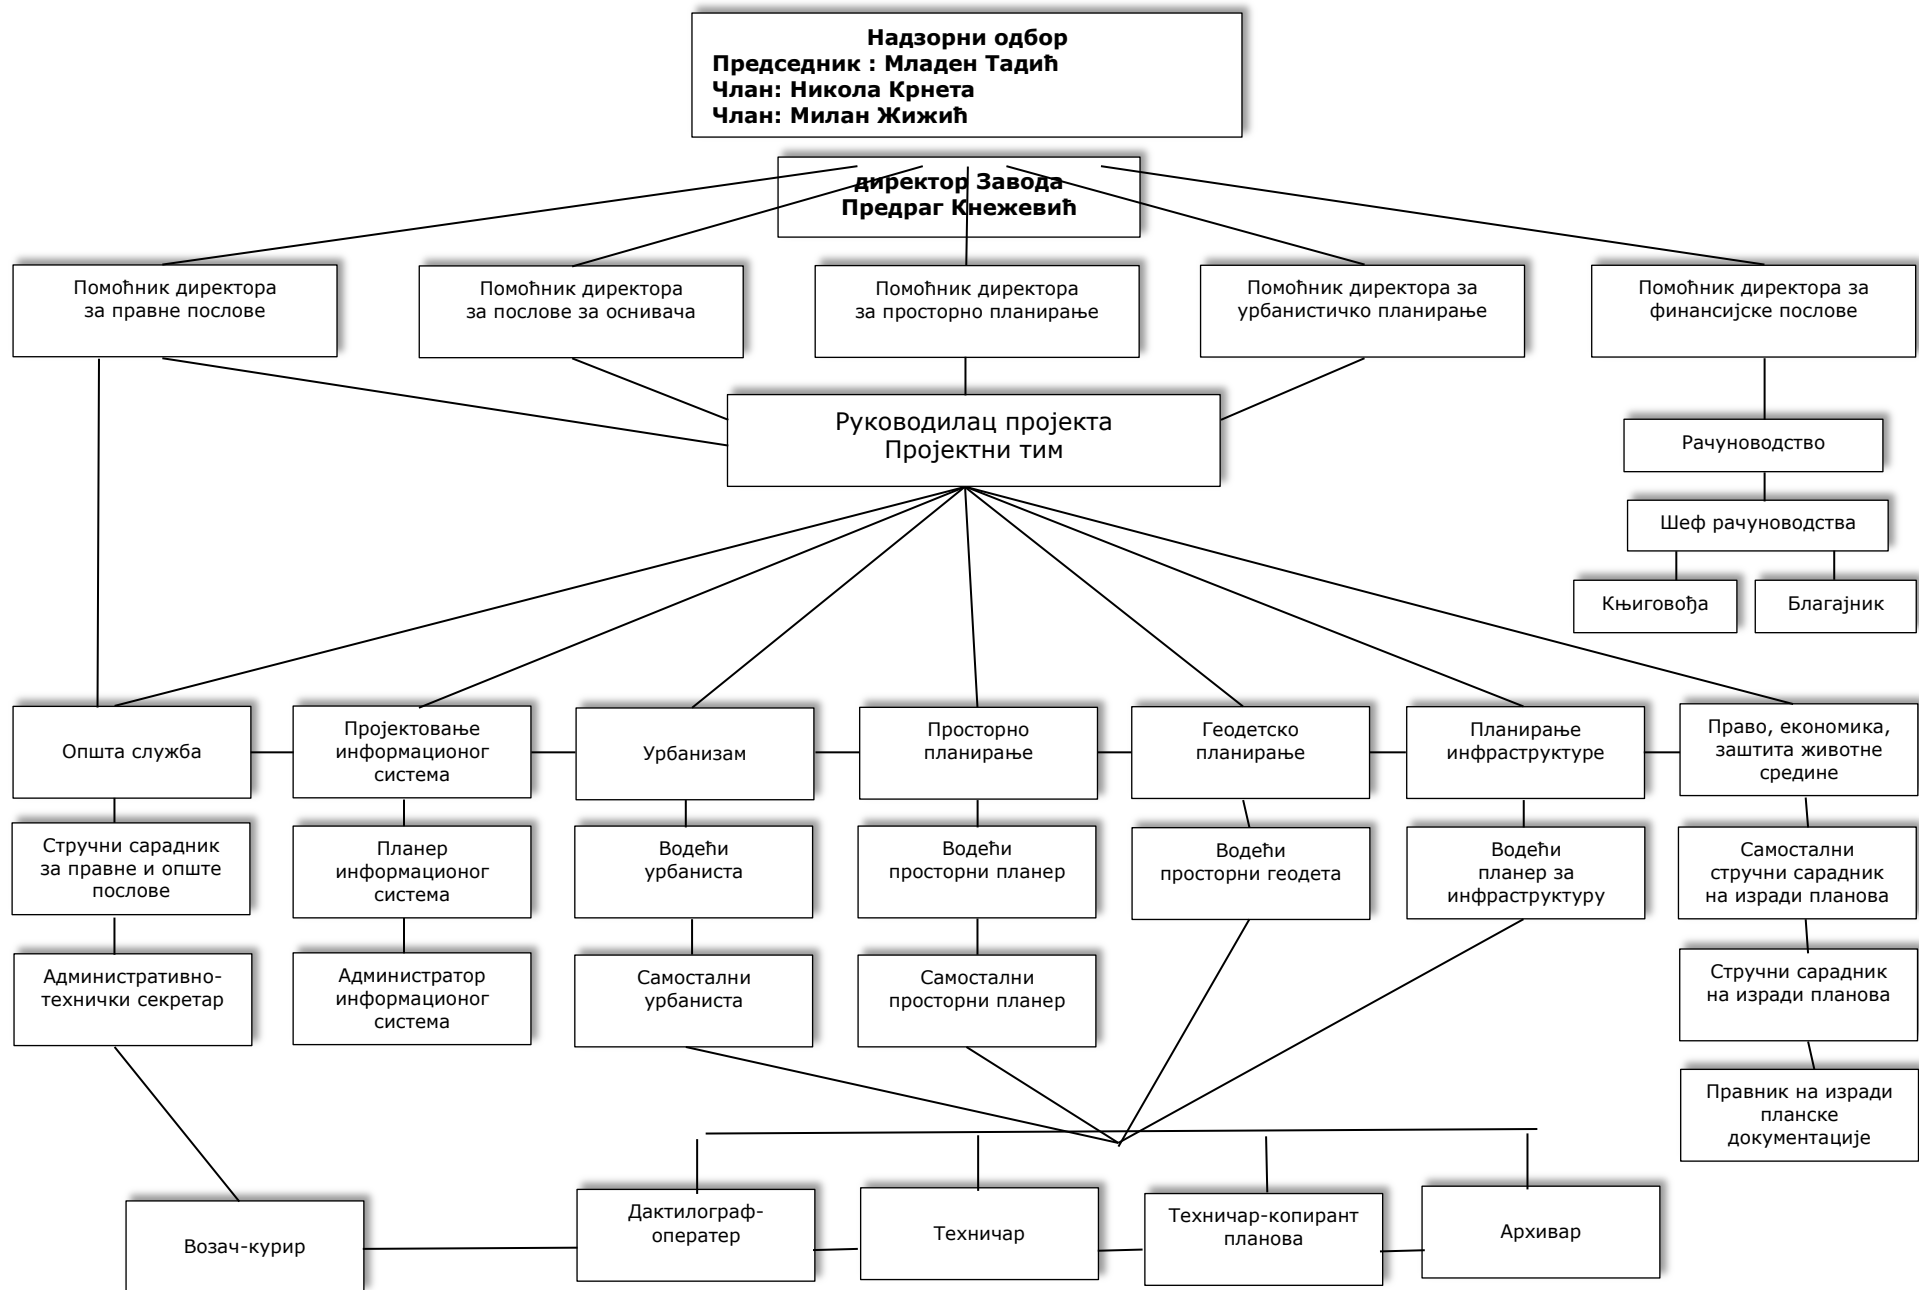 Надзорни одбор
Председник : Младен Тадић
Члан: Никола Крнета
Члан: Милан Жижић
директор Завода
Предраг Кнежевић
Помоћник директора
за правне послове
Помоћник директора
за послове за оснивача
Помоћник директора
за просторно планирање
Помоћник директора за
урбанистичко планирање
Помоћник директора за
финансијске послове
Руководилац пројекта
Пројектни тим
Рачуноводство
Шеф рачуноводства
Књиговођа
Благајник
Општа служба
Пројектовање
информационог
система
Урбанизам
Просторно
планирање
Геодетско
планирање
Планирање
инфраструктуре
Право, економика,
заштита животне
средине
Стручни сарадник
за правне и опште
послове
Планер
информационог
система
Водећи
урбаниста
Водећи
просторни планер
Водећи
просторни геодета
Водећи
планер за
инфраструктуру
Самостални
стручни сарадник
на изради планова
Административно-
технички секретар
Администратор
информационог
система
Самостални
урбаниста
Самостални
просторни планер
Стручни сарадник
на изради планова
Правник на изради
планске
документације
Возач-курир
Дактилограф-
оператер
Техничар
Техничар-копирант
планова
Архивар